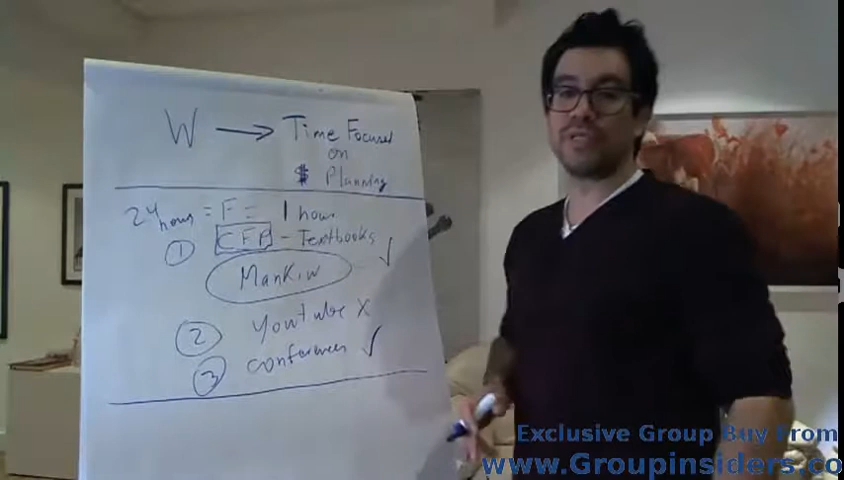 W → Time Focused
on
$ Planning
24 hours = F = 1 hour
① CFP - Textbooks ✓
Mankiw
② Youtube X
③ conferences ✓
Exclusive Group Buy From
www.Groupinsiders.co